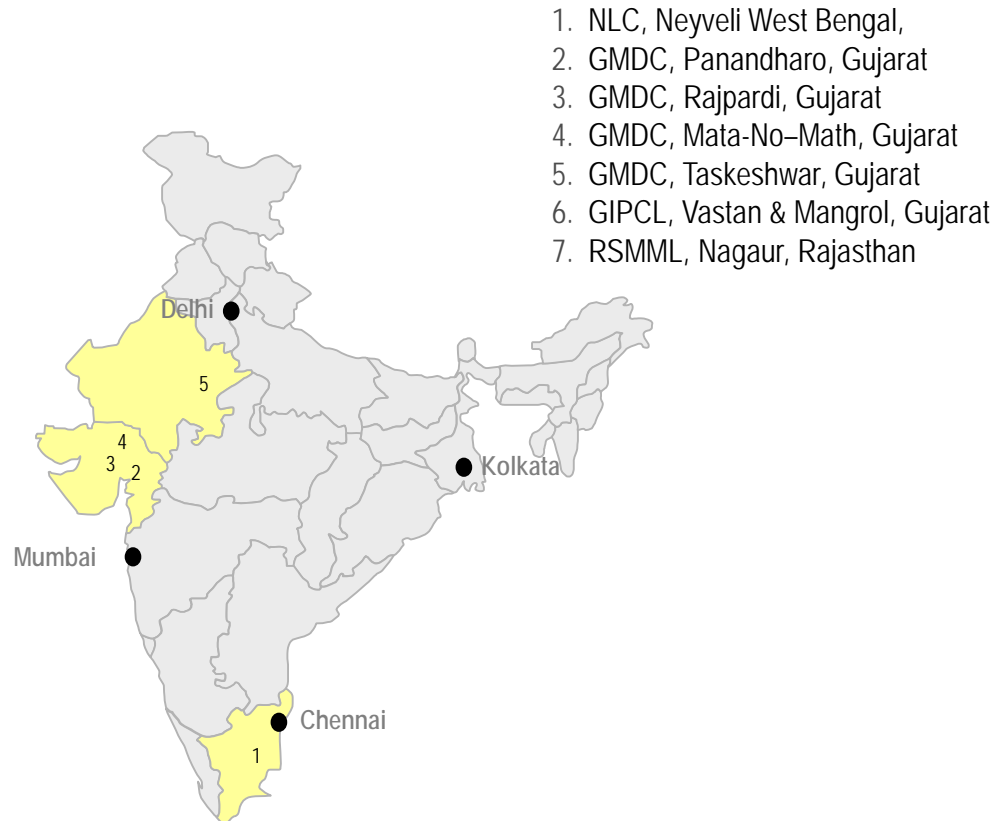 1. NLC, Neyveli West Bengal,
2. GMDC, Panandharo, Gujarat
3. GMDC, Rajpardi, Gujarat
4. GMDC, Mata-No–Math, Gujarat
5. GMDC, Taskeshwar, Gujarat
6. GIPCL, Vastan & Mangrol, Gujarat
7. RSMML, Nagaur, Rajasthan
Delhi
5
4
3
2
Kolkata
Mumbai
Chennai
1